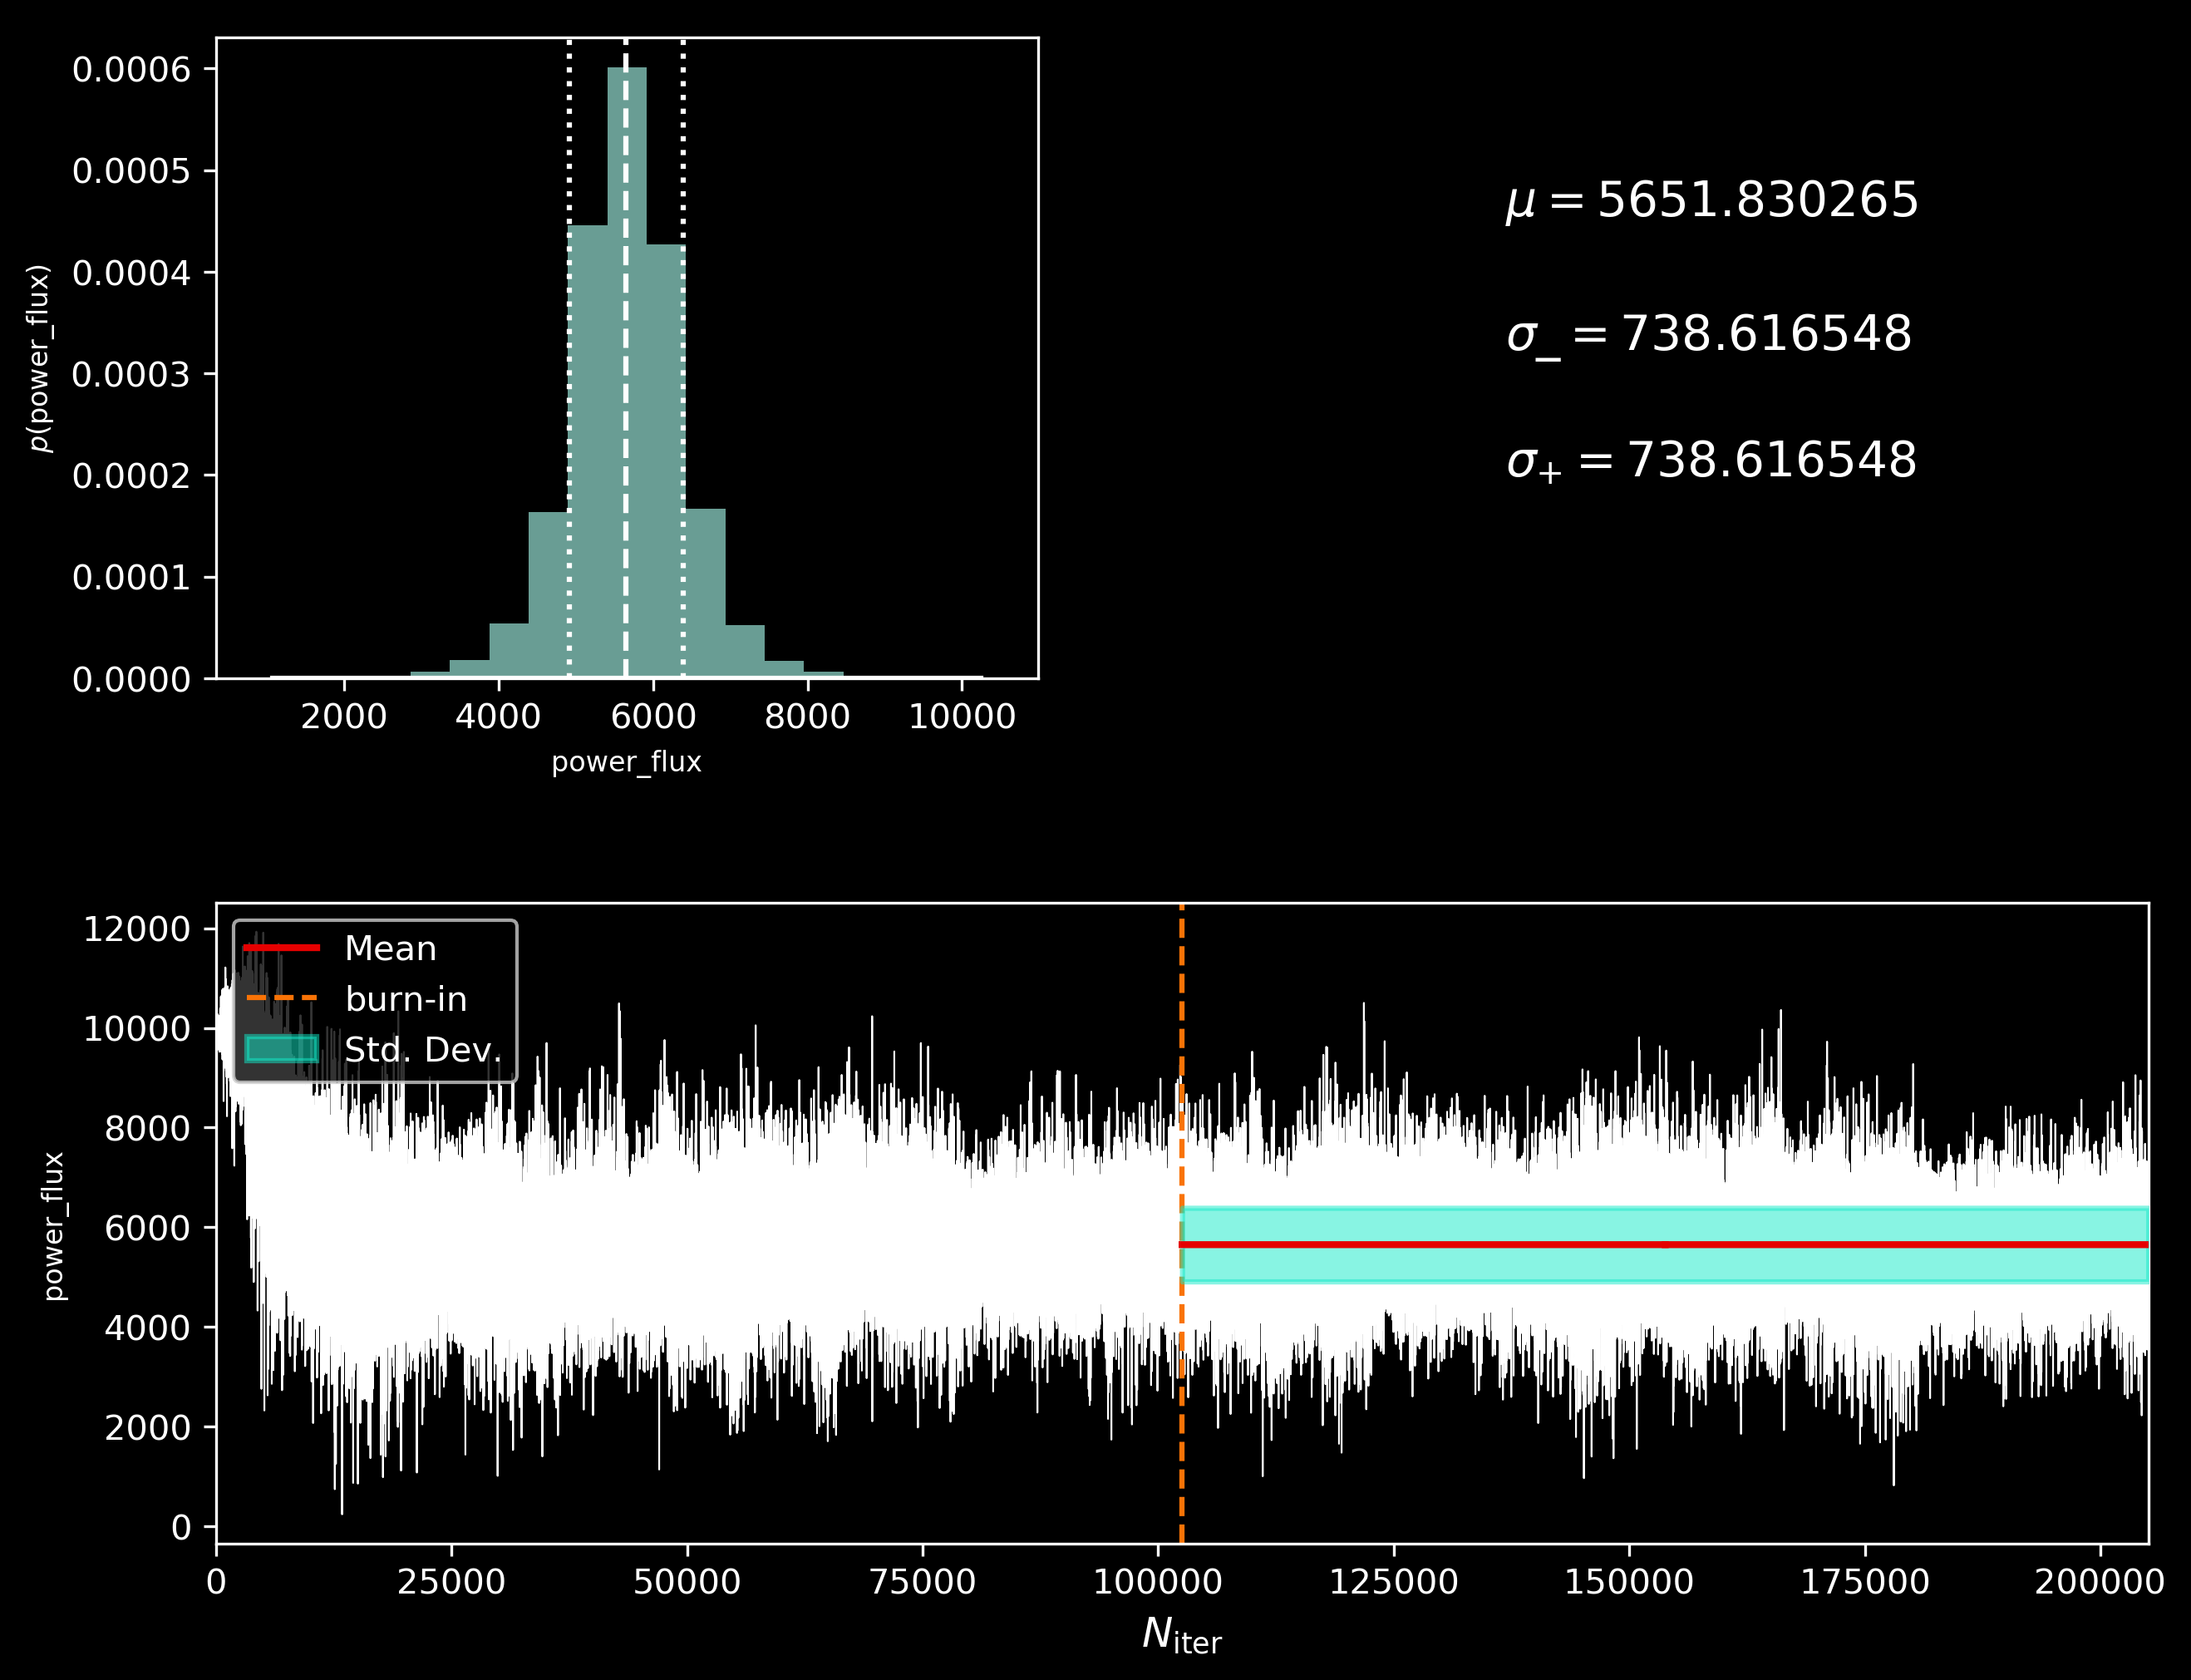 0.0006
0.0005
0.0004
0.0003
0.0002
0.0001
0.0000
p(power_flux)
2000 4000 6000 8000 10000
power_flux
μ = 5651.830265
σ_ = 738.616548
σ+ = 738.616548
12000
10000
8000
6000
4000
2000
0
power_flux
Mean
burn-in
Std. Dev.
0 25000 50000 75000 100000 125000 150000 175000 200000
Niter